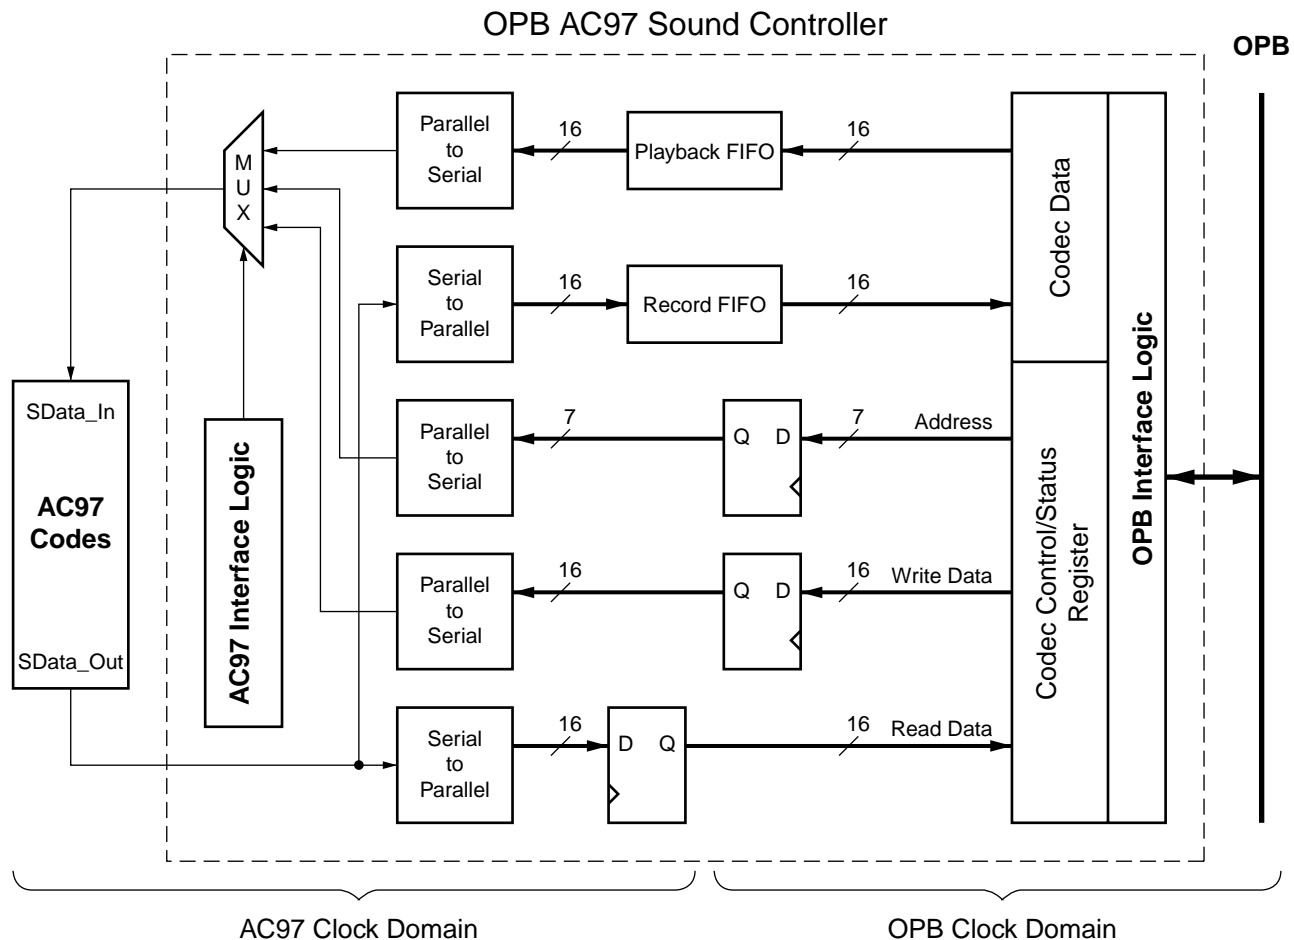 OPB AC97 Sound Controller
OPB
Parallel
to
Serial
16
Playback FIFO
16
M
U
X
Codec Data
Serial
to
Parallel
16
Record FIFO
16
SData_In
AC97
Codes
SData_Out
AC97 Interface Logic
Parallel
to
Serial
7
Q D
7
Address
Codec Control/Status
Register
OPB Interface Logic
Parallel
to
Serial
16
Q D
16
Write Data
Serial
to
Parallel
16
D Q
16
Read Data
AC97 Clock Domain
OPB Clock Domain